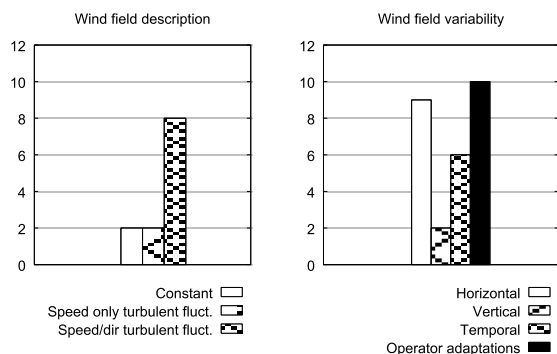 Wind field description
12
10
8
6
4
2
0
Constant
Speed only turbulent fluct.
Speed/dir turbulent fluct.
Wind field variability
12
10
8
6
4
2
0
Horizontal
Vertical
Temporal
Operator adaptations